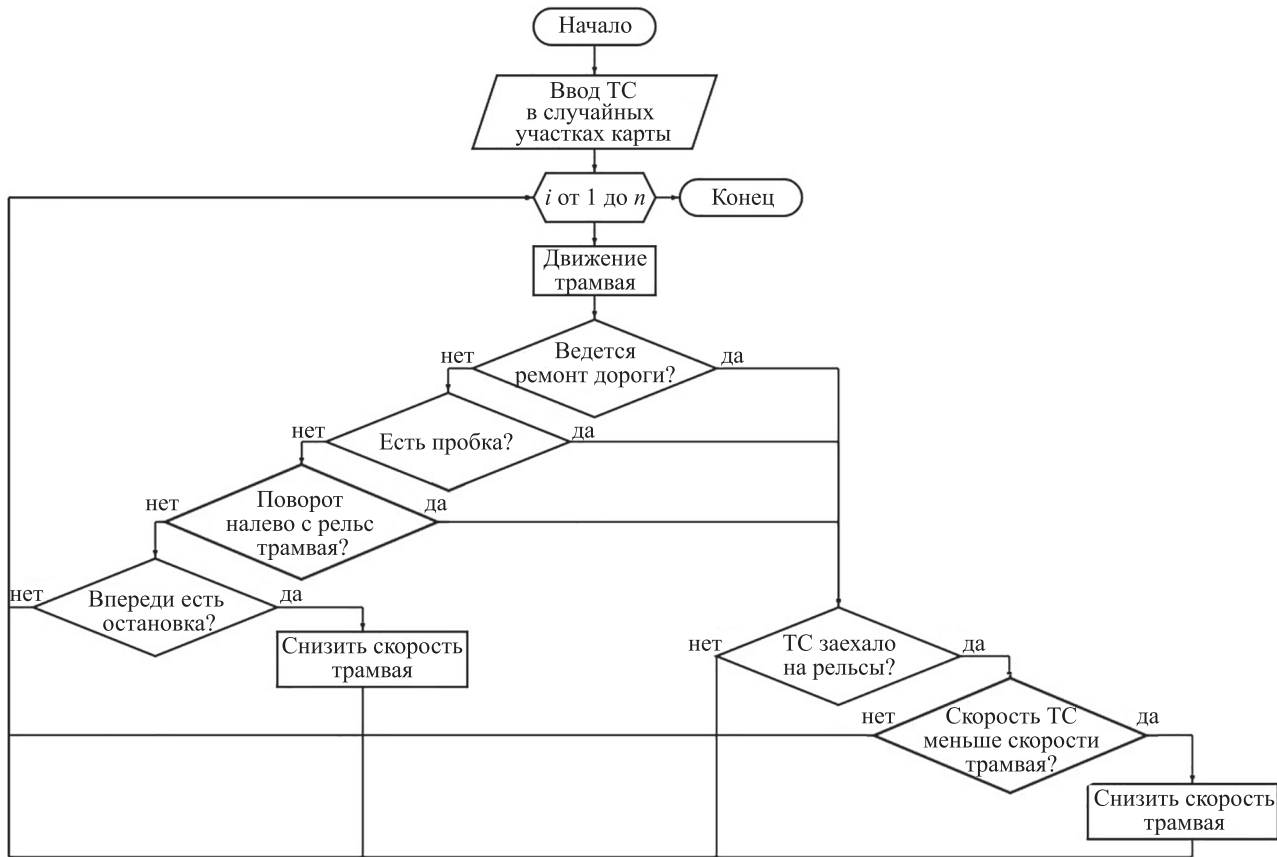 Начало
Ввод ТС
в случайных
участках карты
i от 1 до n
Конец
Движение
трамвая
Ведется
ремонт дороги?
нет
да
Есть пробка?
нет
да
Поворот
налево с рельс
трамвая?
нет
да
Впереди есть
остановка?
нет
да
Снизить скорость
трамвая
ТС заехало
на рельсы?
нет
да
Скорость ТС
меньше скорости
трамвая?
нет
да
Снизить скорость
трамвая